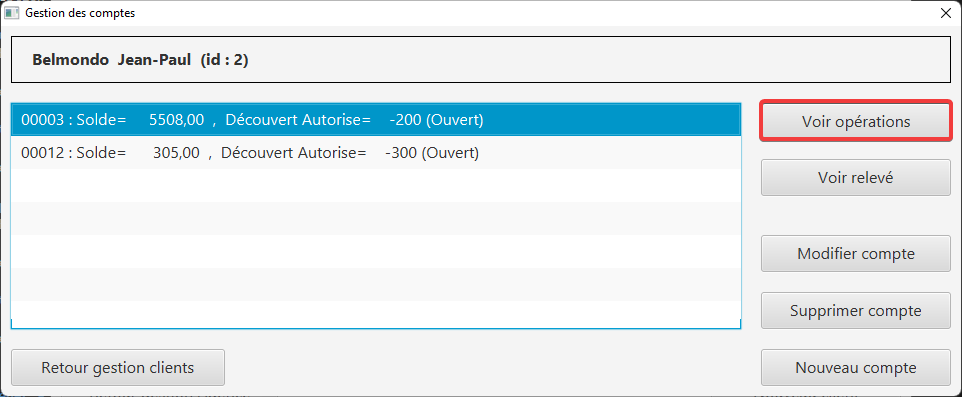 Gestion des comptes
Belmondo Jean-Paul (id : 2)
00003 : Solde= 5508,00 , Découvert Autorise= -200 (Ouvert)
00012 : Solde= 305,00 , Découvert Autorise= -300 (Ouvert)
Voir opérations
Voir relevé
Modifier compte
Supprimer compte
Retour gestion clients
Nouveau compte